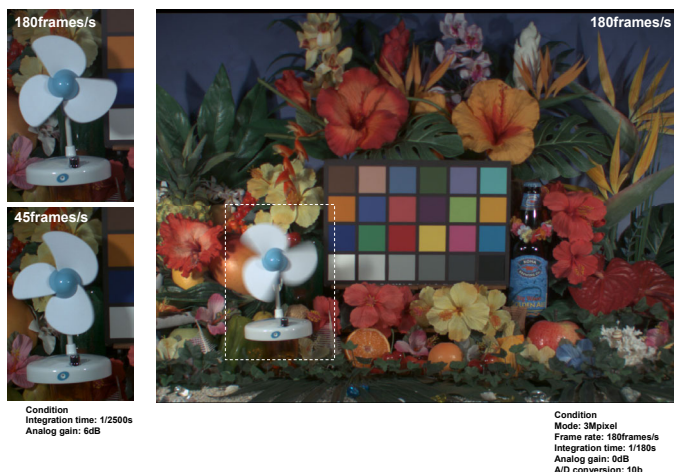 180frames/s
180frames/s
45frames/s
Condition
Integration time: 1/2500s
Analog gain: 6dB
Condition
Mode: 3Mpixel
Frame rate: 180frames/s
Integration time: 1/180s
Analog gain: 0dB
A/D conversion: 10b